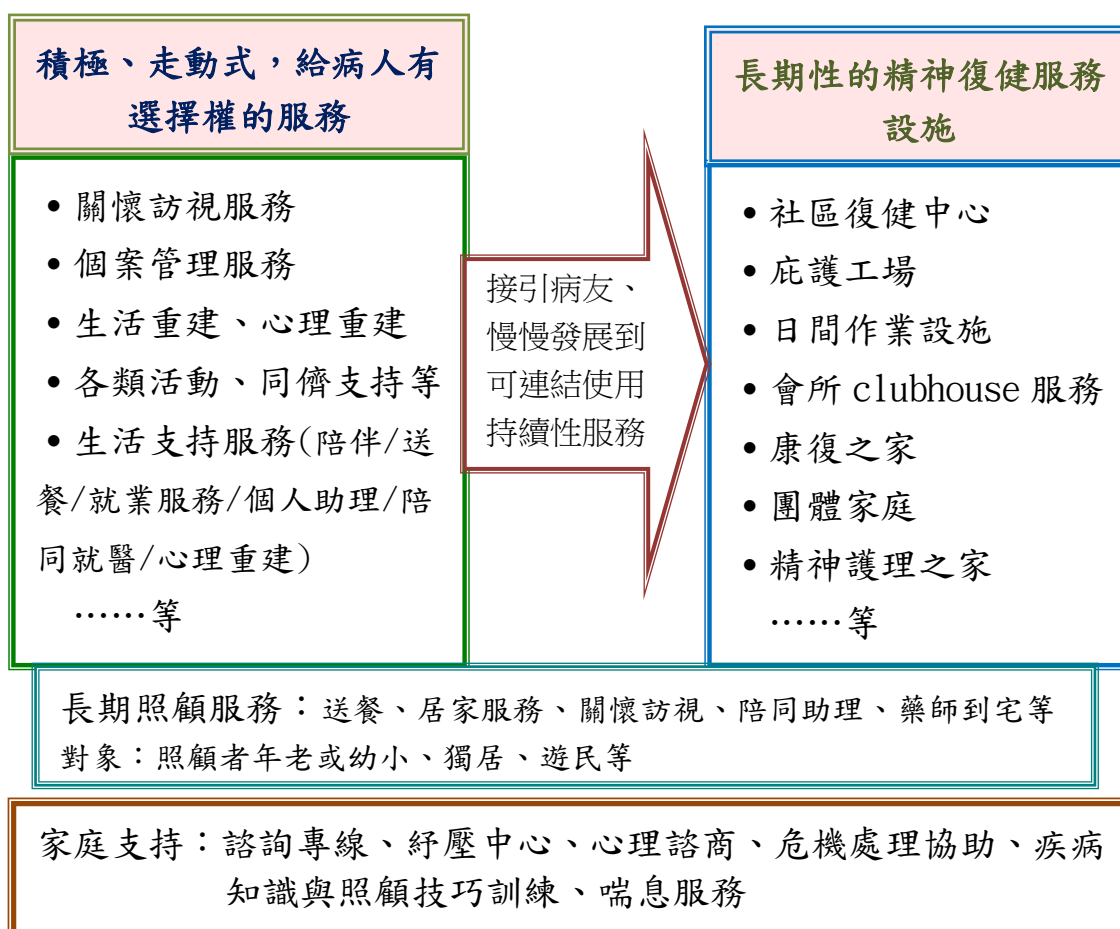 積極、走動式，給病人有
選擇權的服務
•關懷訪視服務
•個案管理服務
•生活重建、心理重建
•各類活動、同儕支持等
•生活支持服務(陪伴/送
餐/就業服務/個人助理/陪
同就醫/心理重建)
……等
接引病友、
慢慢發展到
可連結使用
持續性服務
長期性的精神復健服務
設施
•社區復健中心
•庇護工場
•日間作業設施
•會所 clubhouse 服務
•康復之家
•團體家庭
•精神護理之家
……等
長期照顧服務：送餐、居家服務、關懷訪視、陪同助理、藥師到宅等
對象：照顧者年老或幼小、獨居、遊民等
家庭支持：諮詢專線、紓壓中心、心理諮商、危機處理協助、疾病
知識與照顧技巧訓練、喘息服務